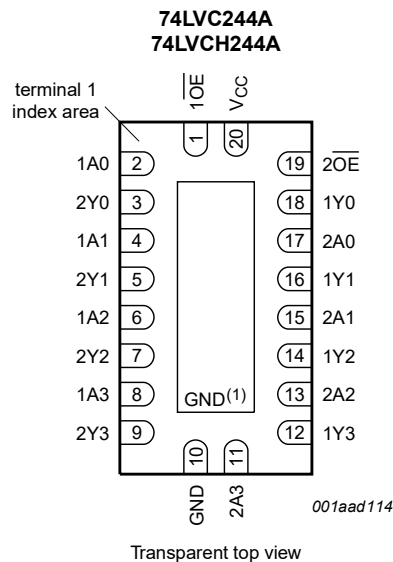 74LVC244A
74LVCH244A
terminal 1
index area
1O̅E̅
VCC
1
20
1A0 2
19 2O̅E̅
2Y0 3
18 1Y0
1A1 4
17 2A0
2Y1 5
16 1Y1
1A2 6
15 2A1
2Y2 7
14 1Y2
1A3 8
13 2A2
GND(1)
2Y3 9
12 1Y3
10
11
GND
2A3
001aad114
Transparent top view